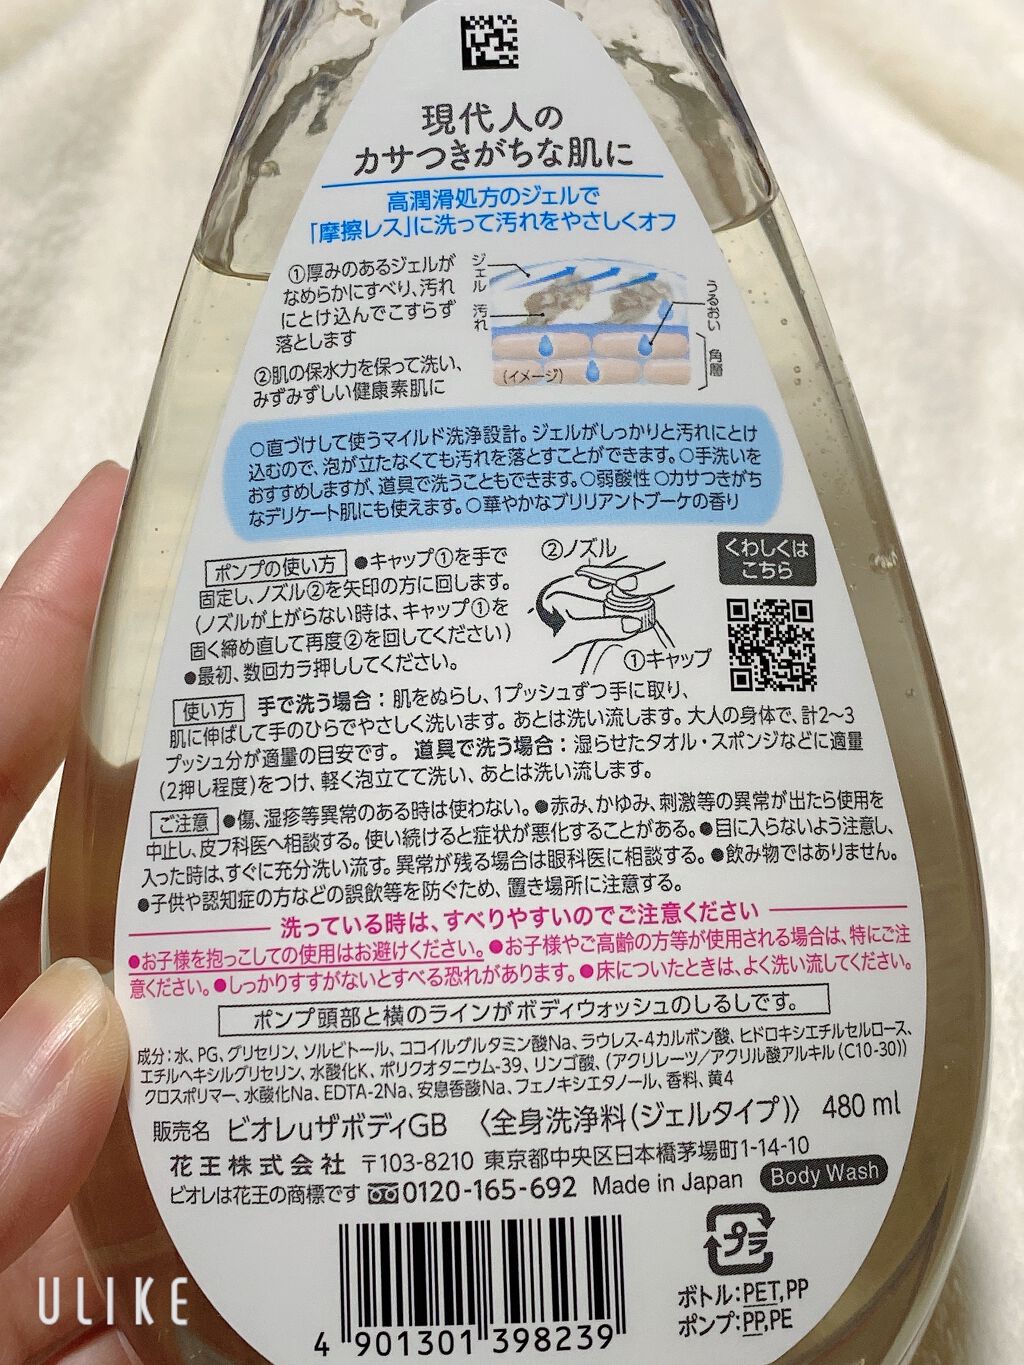 現代人の
カサつきがちな肌に
高潤滑処方のジェルで
「摩擦レス」に洗って汚れをやさしくオフ
①厚みのあるジェルが
なめらかにすべり、汚れ
にとけ込んでこすらず
落とします
②肌の保水力を保って洗い、
みずみずしい健康素肌に
ジェル
汚れ
うるおい
角層
(イメージ)
○直づけして使うマイルド洗浄設計。ジェルがしっかりと汚れにとけ
込むので、泡が立たなくても汚れを落とすことができます。○手洗いを
おすすめしますが、道具で洗うこともできます。○弱酸性 ○カサつきがち
なデリケート肌にも使えます。○華やかなブリリアントブーケの香り
ポンプの使い方 ●キャップ①を手で
固定し、ノズル②を矢印の方に回します。
(ノズルが上がらない時は、キャップ①を
固く締め直して再度②を回してください)
●最初、数回カラ押ししてください。
②ノズル
①キャップ
くわしくは
こちら
使い方 手で洗う場合：肌をぬらし、1プッシュずつ手に取り、
肌に伸ばして手のひらでやさしく洗います。あとは洗い流します。大人の身体で、計2～3
プッシュ分が適量の目安です。 道具で洗う場合：湿らせたタオル・スポンジなどに適量
(2押し程度)をつけ、軽く泡立てて洗い、あとは洗い流します。
ご注意 ●傷、湿疹等異常のある時は使わない。●赤み、かゆみ、刺激等の異常が出たら使用を
中止し、皮フ科医へ相談する。使い続けると症状が悪化することがある。●目に入らないよう注意し、
入った時は、すぐに充分洗い流す。異常が残る場合は眼科医に相談する。●飲み物ではありません。
●子供や認知症の方などの誤飲等を防ぐため、置き場所に注意する。
洗っている時は、すべりやすいのでご注意ください
●お子様を抱っこしての使用はお避けください。●お子様やご高齢の方等が使用される場合は、特にご注
意ください。●しっかりすすがないとすべる恐れがあります。●床についたときは、よく洗い流してください。
ポンプ頭部と横のラインがボディウォッシュのしるしです。
成分：水、PG、グリセリン、ソルビトール、ココイルグルタミン酸Na、ラウレス-4カルボン酸、ヒドロキシエチルセルロース、
エチルヘキシルグリセリン、水酸化K、ポリクオタニウム-39、リンゴ酸、(アクリレーツ/アクリル酸アルキル(C10-30))
クロスポリマー、水酸化Na、EDTA-2Na、安息香酸Na、フェノキシエタノール、香料、黄4
販売名 ビオレuザボディGB 〈全身洗浄料(ジェルタイプ)〉 480 ml
花王株式会社 〒103-8210 東京都中央区日本橋茅場町1-14-10
ビオレは花王の商標です 0120-165-692 Made in Japan Body Wash
プラ
ボトル：PET,PP
ポンプ：PP,PE
4 901301 398239
ULIKE